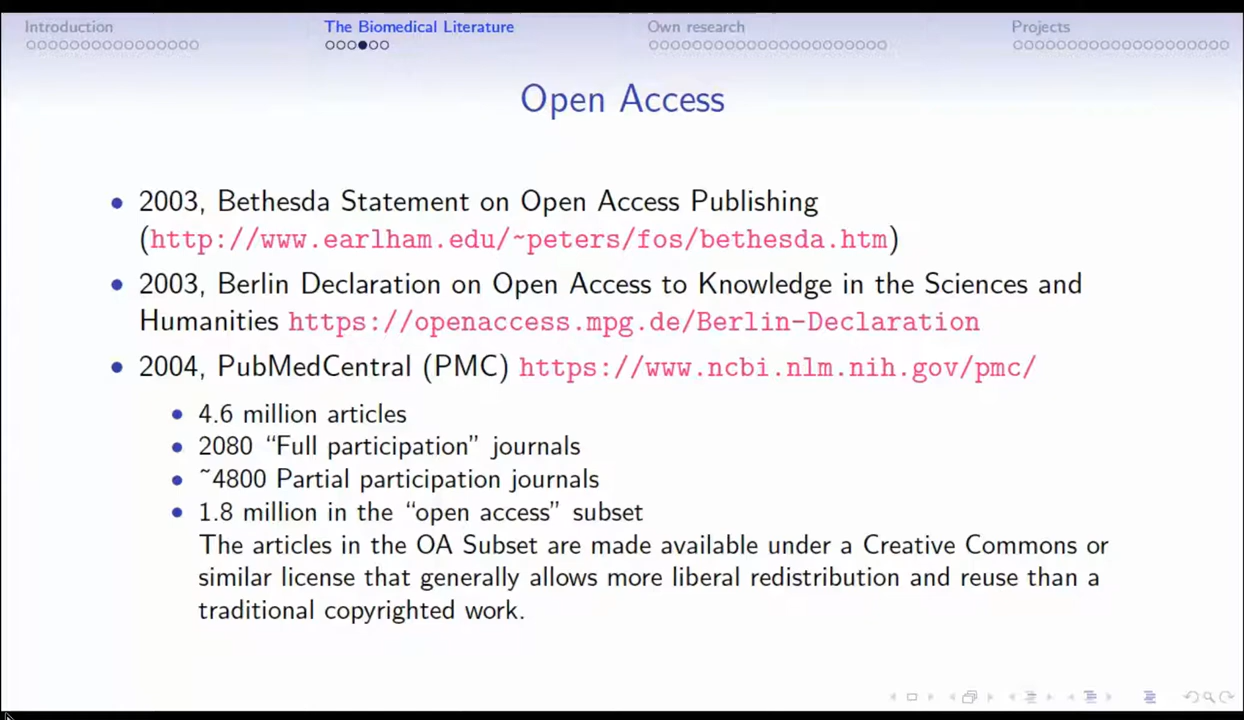 Introduction
The Biomedical Literature
Own research
Projects
Open Access
2003, Bethesda Statement on Open Access Publishing
(http://www.earlham.edu/~peters/fos/bethesda.htm)
2003, Berlin Declaration on Open Access to Knowledge in the Sciences and
Humanities https://openaccess.mpg.de/Berlin-Declaration
2004, PubMedCentral (PMC) https://www.ncbi.nlm.nih.gov/pmc/
4.6 million articles
2080 “Full participation” journals
~4800 Partial participation journals
1.8 million in the “open access” subset
The articles in the OA Subset are made available under a Creative Commons or
similar license that generally allows more liberal redistribution and reuse than a
traditional copyrighted work.